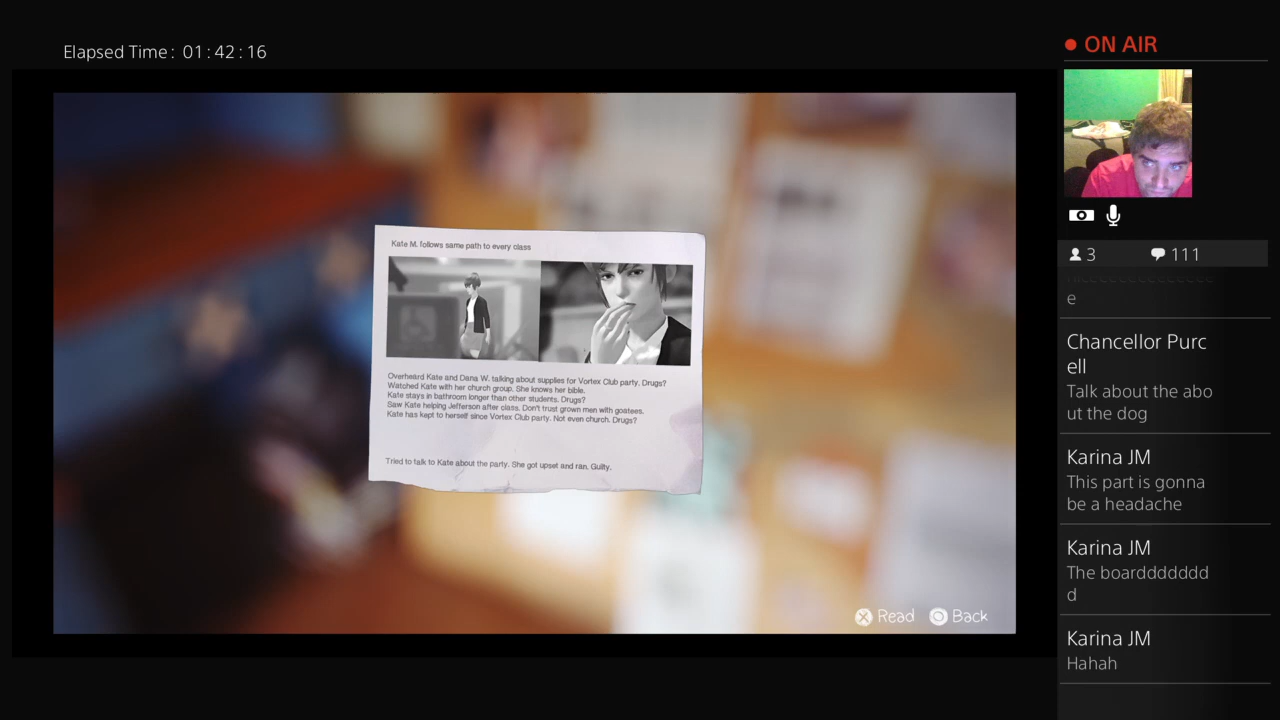 Elapsed Time: 01:42:16
ON AIR
3 111
e
Chancellor Purc
ell
Talk about the abo
ut the dog
Karina JM
This part is gonna
be a headache
Karina JM
The boarddddddd
d
Karina JM
Hahah
Kate M. follows same path to every class
Overheard Kate and Dana W. talking about supplies for Vortex Club party. Drugs?
Watched Kate with her church group. She knows her bible.
Kate stays in bathroom longer than other students. Drugs?
Saw Kate helping Jefferson after class. Don't trust grown men with goatees.
Kate has kept to herself since Vortex Club party. Not even church. Drugs?
Tried to talk to Kate about the party. She got upset and ran. Guilty.
Read Back